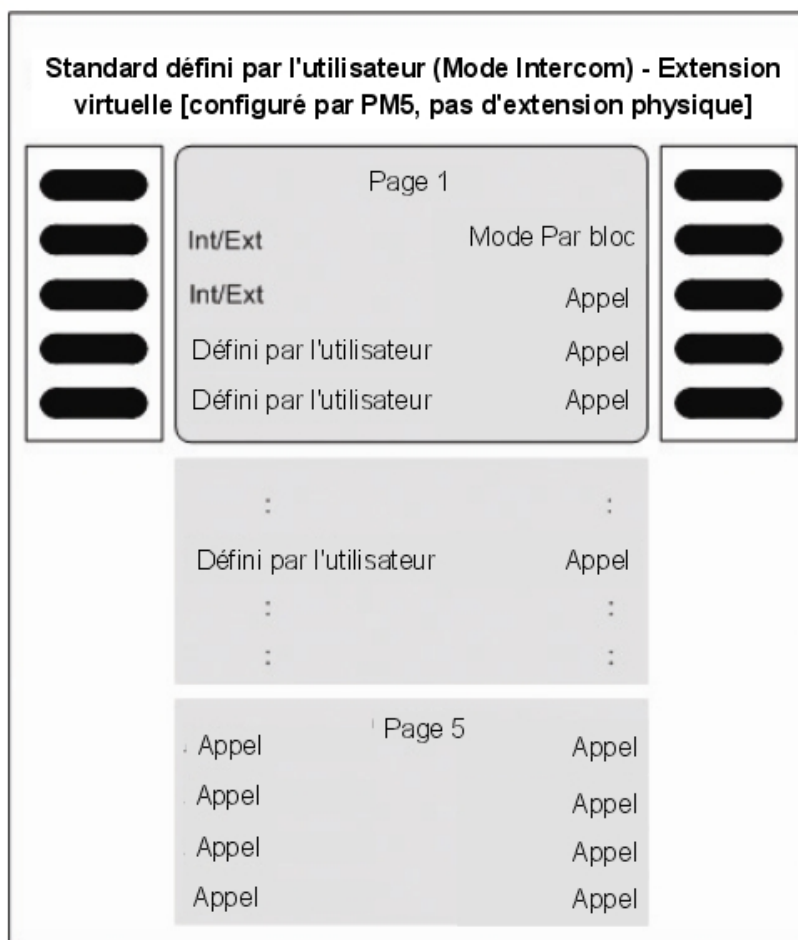 Standard défini par l'utilisateur (Mode Intercom) - Extension
virtuelle [configuré par PM5, pas d'extension physique]
Page 1
Int/Ext Mode Par bloc
Int/Ext Appel
Défini par l'utilisateur Appel
Défini par l'utilisateur Appel
: :
Défini par l'utilisateur Appel
: :
: :
Page 5
Appel Appel
Appel Appel
Appel Appel
Appel Appel